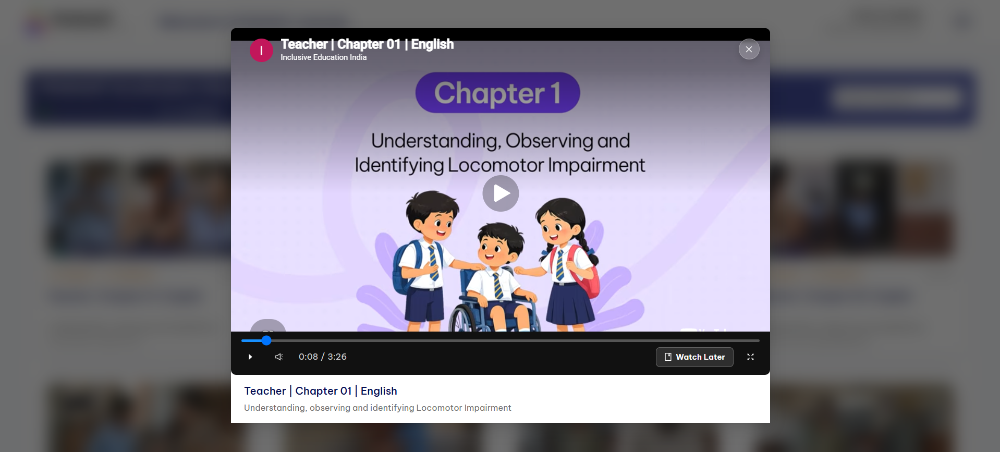 I
Teacher | Chapter 01 | English
Inclusive Education India
Chapter 1
Understanding, Observing and
Identifying Locomotor Impairment
0:08 / 3:26
Watch Later
Teacher | Chapter 01 | English
Understanding, observing and identifying Locomotor Impairment